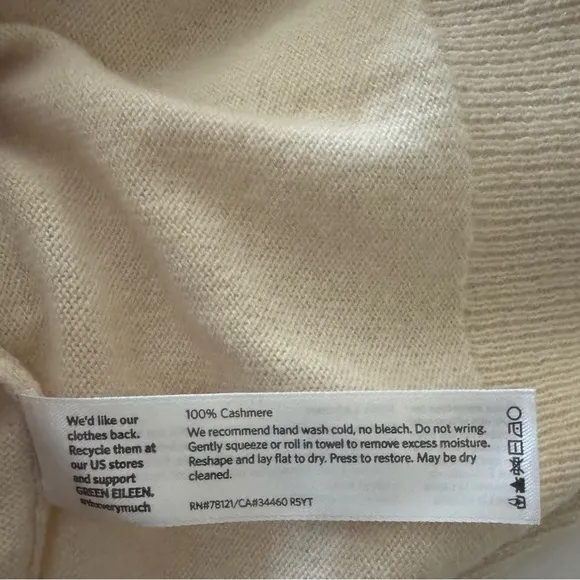 We'd like our
clothes back.
Recycle them at
our US stores
and support
GREEN EILEEN.
#thxverymuch
100% Cashmere
We recommend hand wash cold, no bleach. Do not wring.
Gently squeeze or roll in towel to remove excess moisture.
Reshape and lay flat to dry. Press to restore. May be dry
cleaned.
RN#78121/CA#34460 R5YT